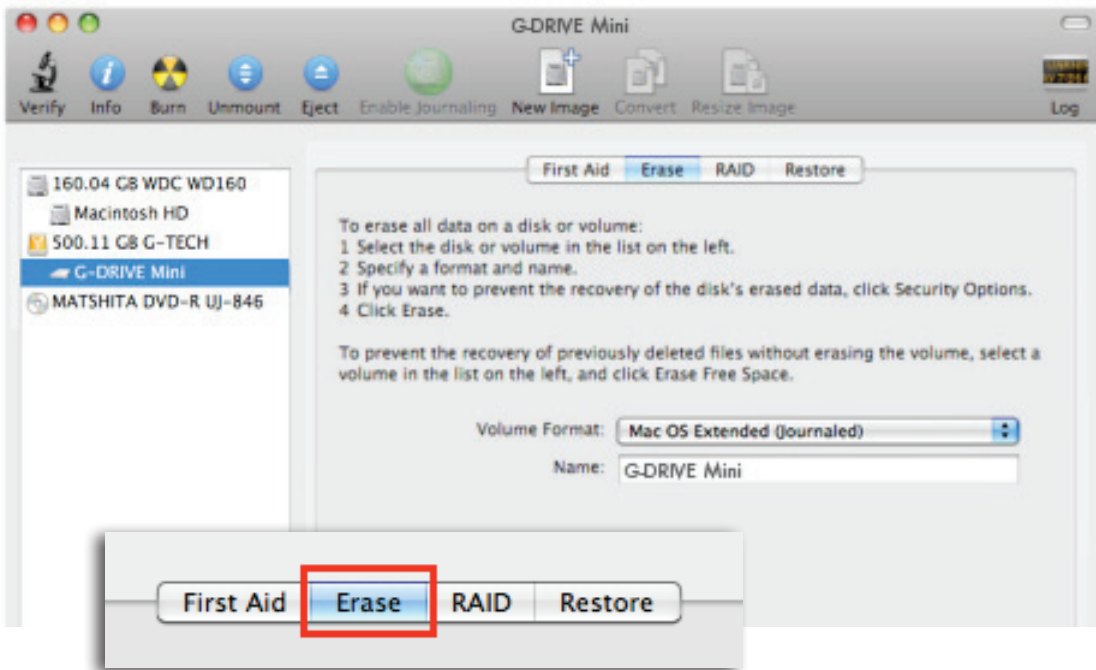 G-DRIVE Mini
Verify Info Burn Unmount Eject Enable Journaling New Image Convert Resize Image Log
First Aid Erase RAID Restore
160.04 GB WDC WD160
Macintosh HD
500.11 GB G-TECH
G-DRIVE Mini
MATSHITA DVD-R UJ-846
To erase all data on a disk or volume:
1 Select the disk or volume in the list on the left.
2 Specify a format and name.
3 If you want to prevent the recovery of the disk's erased data, click Security Options.
4 Click Erase.
To prevent the recovery of previously deleted files without erasing the volume, select a
volume in the list on the left, and click Erase Free Space.
Volume Format: Mac OS Extended (Journaled)
Name: G-DRIVE Mini
First Aid Erase RAID Restore